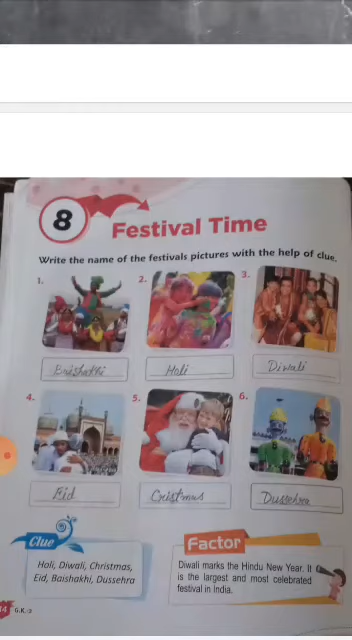 8
Festival Time
Write the name of the festivals pictures with the help of clue.
1.
2.
3.
Baishakhi
Holi
Diwali
4.
5.
6.
Eid
Cristmas
Dussehra
Clue
Holi, Diwali, Christmas,
Eid, Baishakhi, Dussehra
Factor
Diwali marks the Hindu New Year. It
is the largest and most celebrated
festival in India.
14 G.K.-3